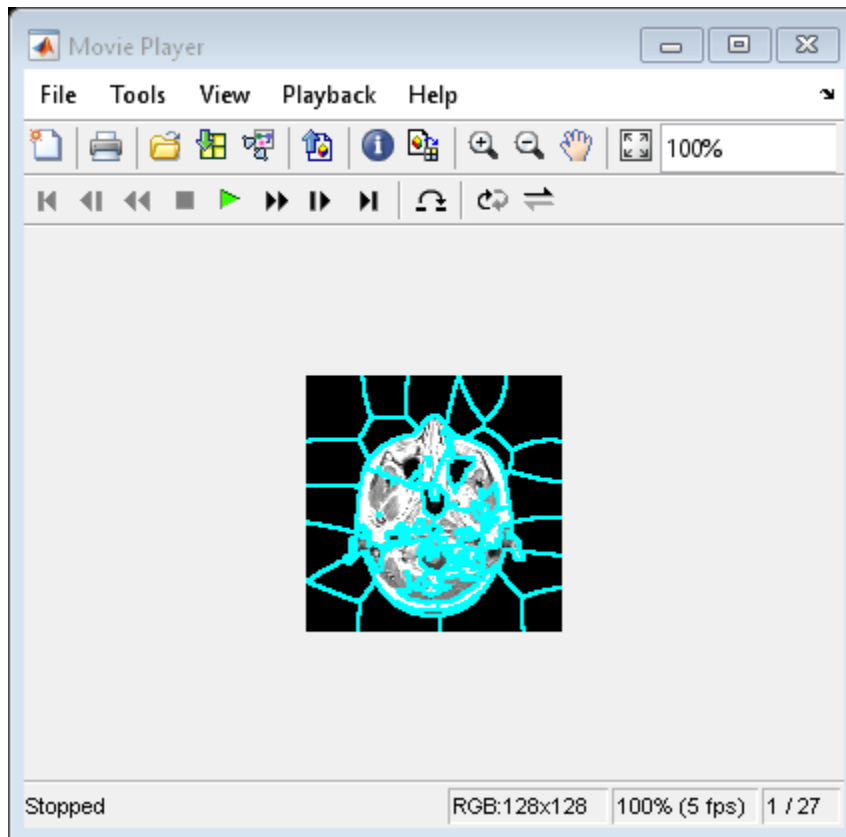 Movie Player
File Tools View Playback Help
100%
Stopped RGB:128x128 100% (5 fps) 1 / 27